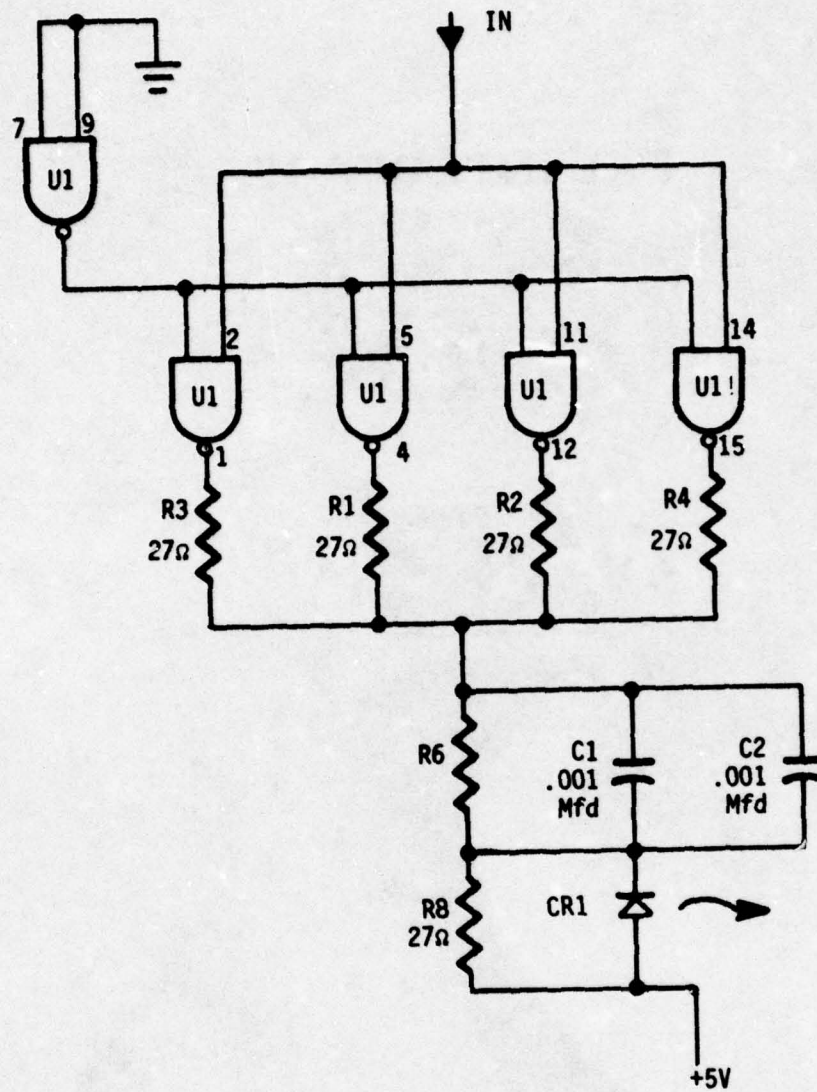 IN
7
9
U1
2
5
11
14
U1
U1
U1
U1!
1
4
12
15
R3
27Ω
R1
27Ω
R2
27Ω
R4
27Ω
R6
C1
.001
Mfd
C2
.001
Mfd
R8
27Ω
CR1
+5V